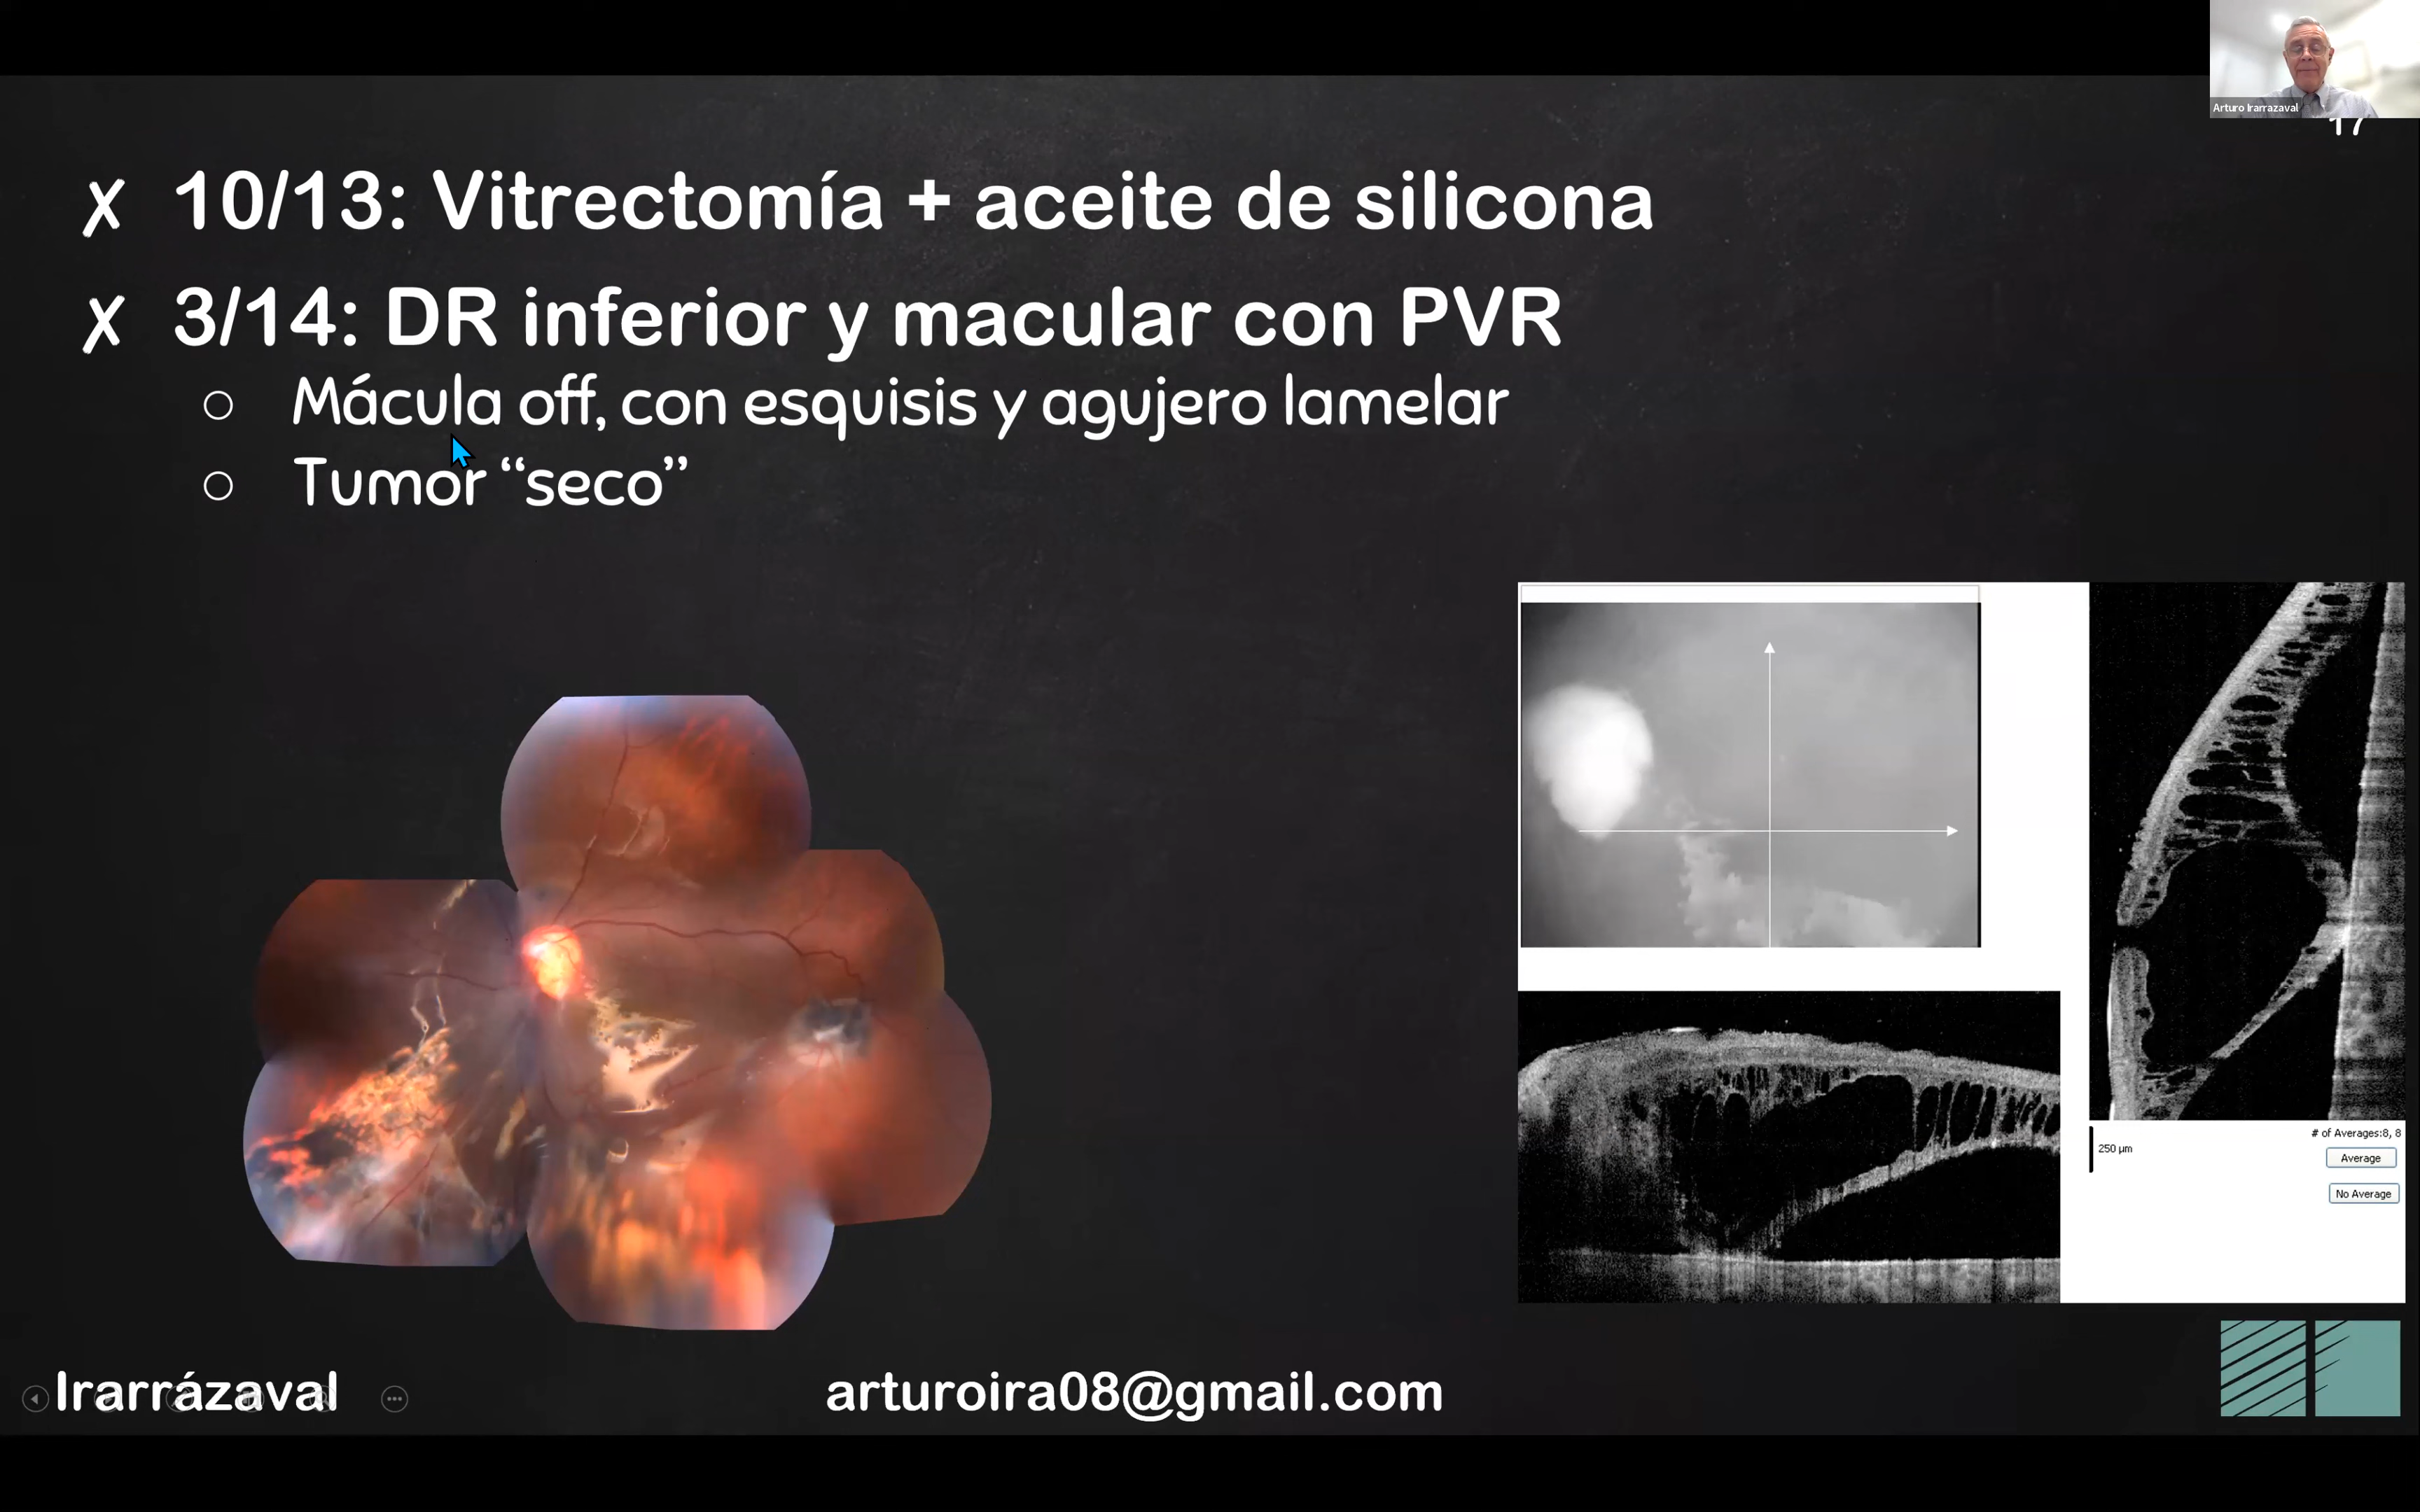 Arturo Irarrazaval
17
✗ 10/13: Vitrectomía + aceite de silicona
✗ 3/14: DR inferior y macular con PVR
○ Mácula off, con esquisis y agujero lamelar
○ Tumor “seco”
# of Averages:8, 8
250 µm
Average
No Average
Irarrázaval
arturoira08@gmail.com